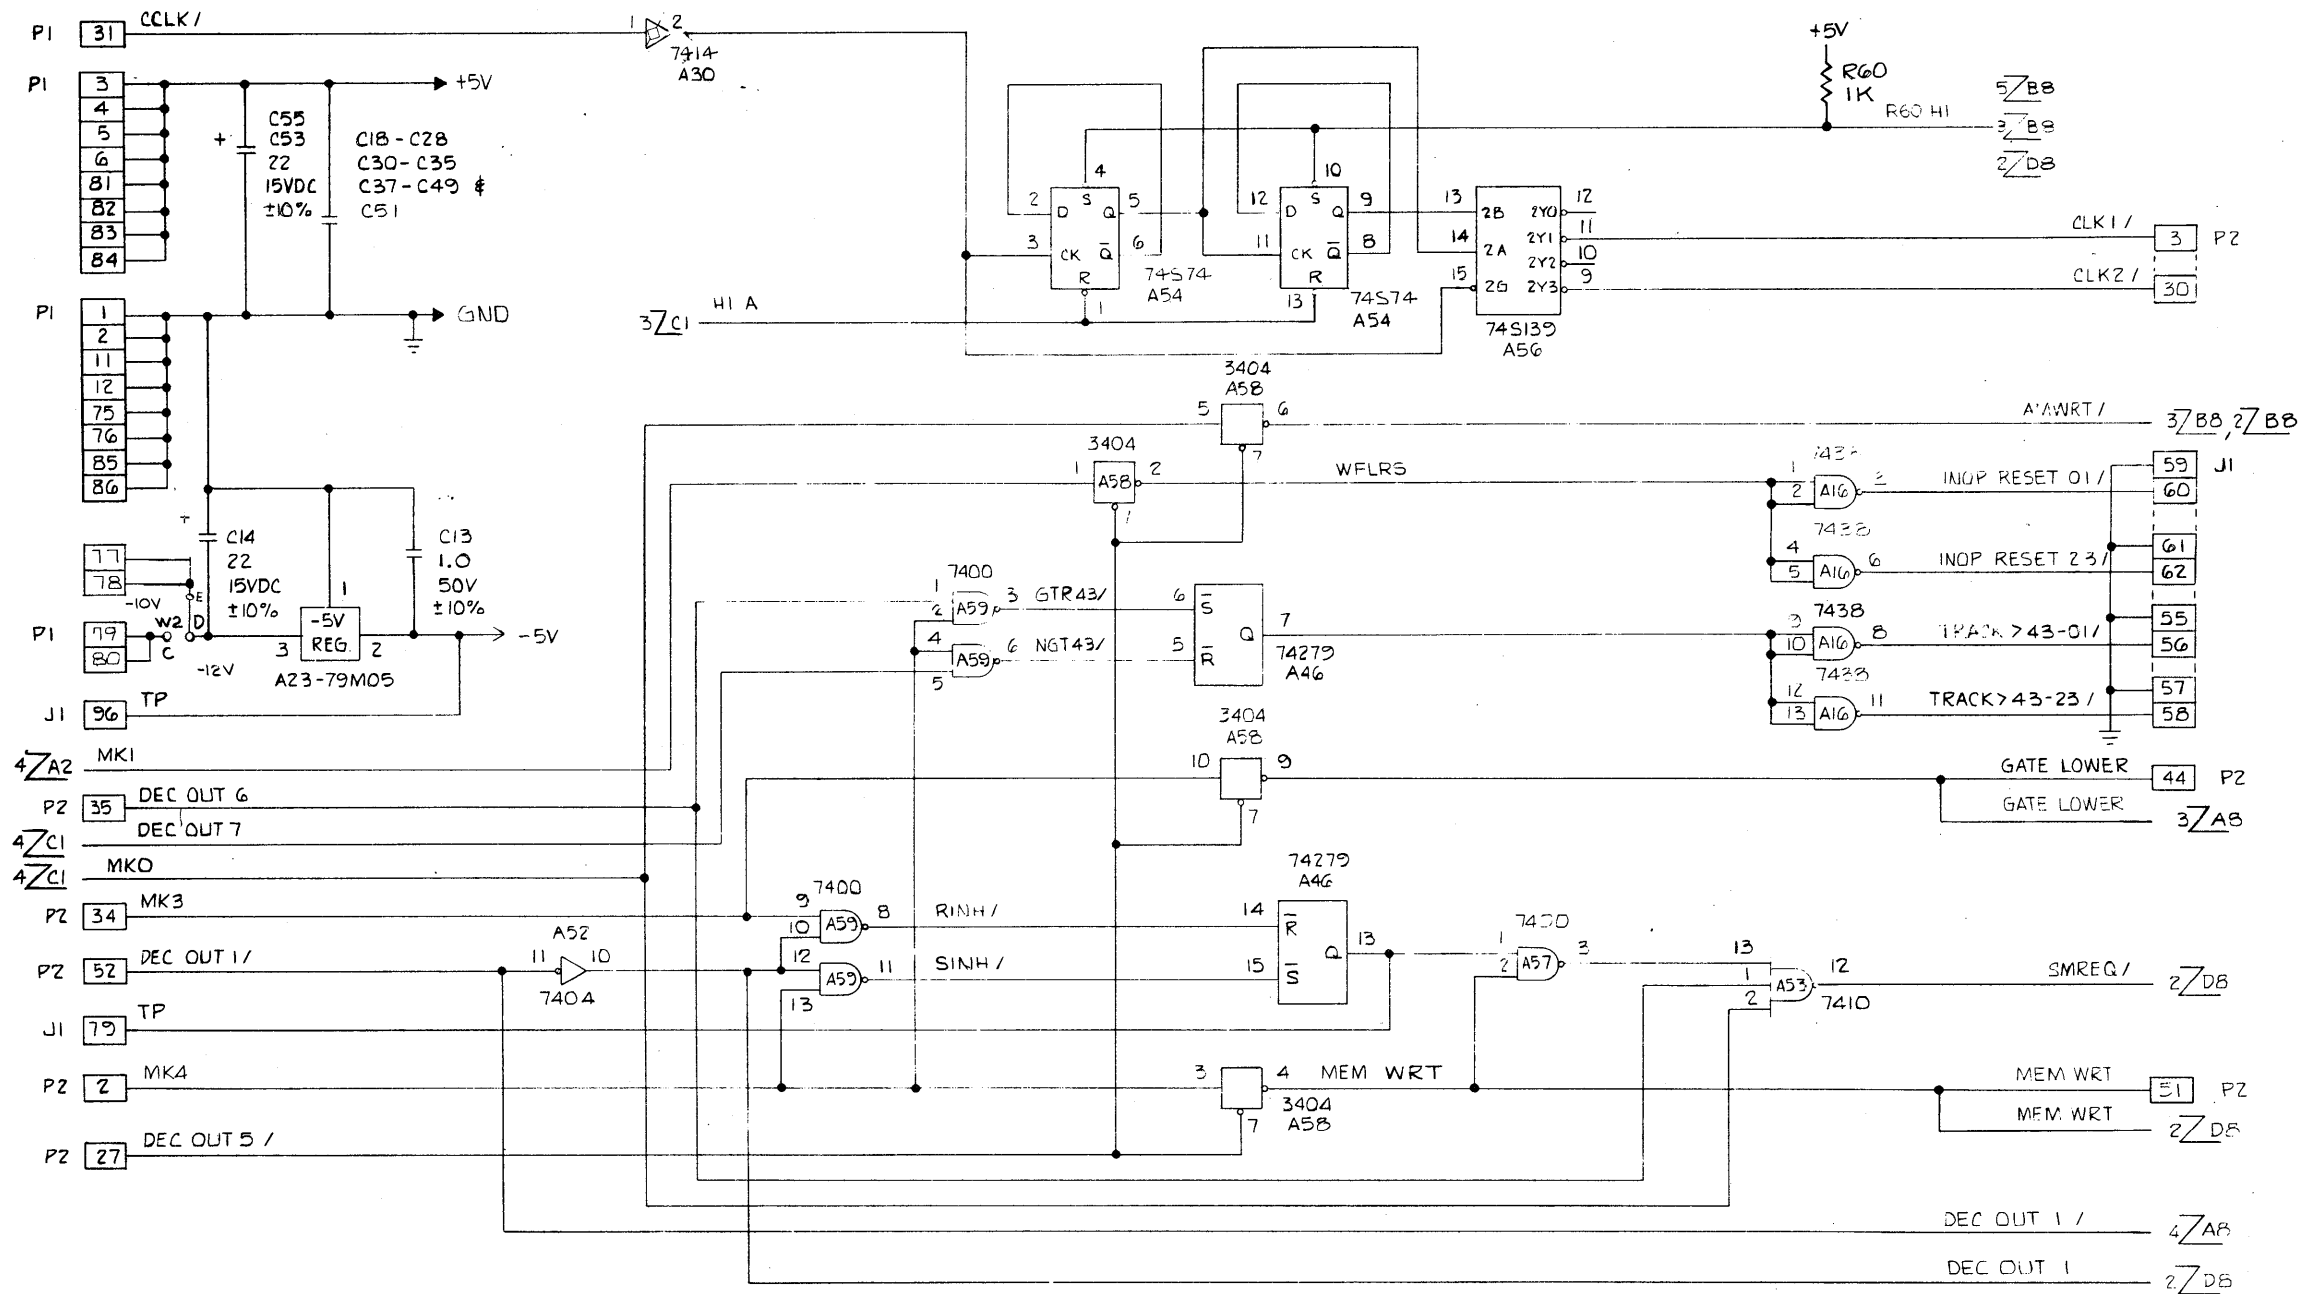 P1 31 CCLK/ 1 2
7414
A30
P1 3 +5V
4
5
6
81
82
83
84
+ C55
C53
22
15VDC
±10%
C18-C28
C30-C35
C37-C49 &
C51
+5V
R60
1K
R60 HI
5/B8
3/B8
2/D8
2 D S Q 5 4
3 CK Q̅ 6
R 1
74S74
A54
12 D S Q 9 10
11 CK Q̅ 8
R 13
74S74
A54
13 2B 2Y0 12
14 2A 2Y1 11
2Y2 10
15 2G 2Y3 9
74S139
A56
CLK1/ 3 P2
CLK2/ 30
3/C1 HI A
P1 1 GND
2
11
12
75
76
85
86
3404
A58
5 6
7
A'AWRT/ 3/B8, 2/B8
3404
1 A58 2
7
WFLRS
1
2 A16
INOP RESET 01/
59 J1
60
7438
4
5 A16 6
INOP RESET 23/
61
62
77
78
-10V
E
P1 79 W2 D
80 C
-12V
+
C14
22
15VDC
±10%
1
-5V
REG.
3 2
A23-79M05
C13
1.0
50V
±10%
-5V
J1 96 TP
7400
1
2 A59 3 GTR43/ 6 S̅
4
5 A59 6 NGT43/ 5 R̅
Q 7
74279
A46
7438
9
10 A16 8 TRACK>43-01/
55
56
7438
12
13 A16 11 TRACK>43-23/
57
58
4/A2 MK1
P2 35 DEC OUT 6
4/C1 DEC OUT 7
4/C1 MK0
3404
A58
10 9
7
GATE LOWER 44 P2
GATE LOWER 3/A8
P2 34 MK3
7400
9
10 A59 8 RINH/
12
13 A59 11 SINH/
74279
A46
14 R̅
15 S̅
Q 13
P2 52 DEC OUT 1/
A52
11 10
7404
1
2 A57 3
13
1
2 A53 12
7410
SMREQ/ 2/D8
J1 79 TP
P2 2 MK4
3 4
7
3404
A58
MEM WRT
MEM WRT 51 P2
MEM WRT 2/D8
P2 27 DEC OUT 5/
DEC OUT 1/ 4/A8
DEC OUT 1 2/D8